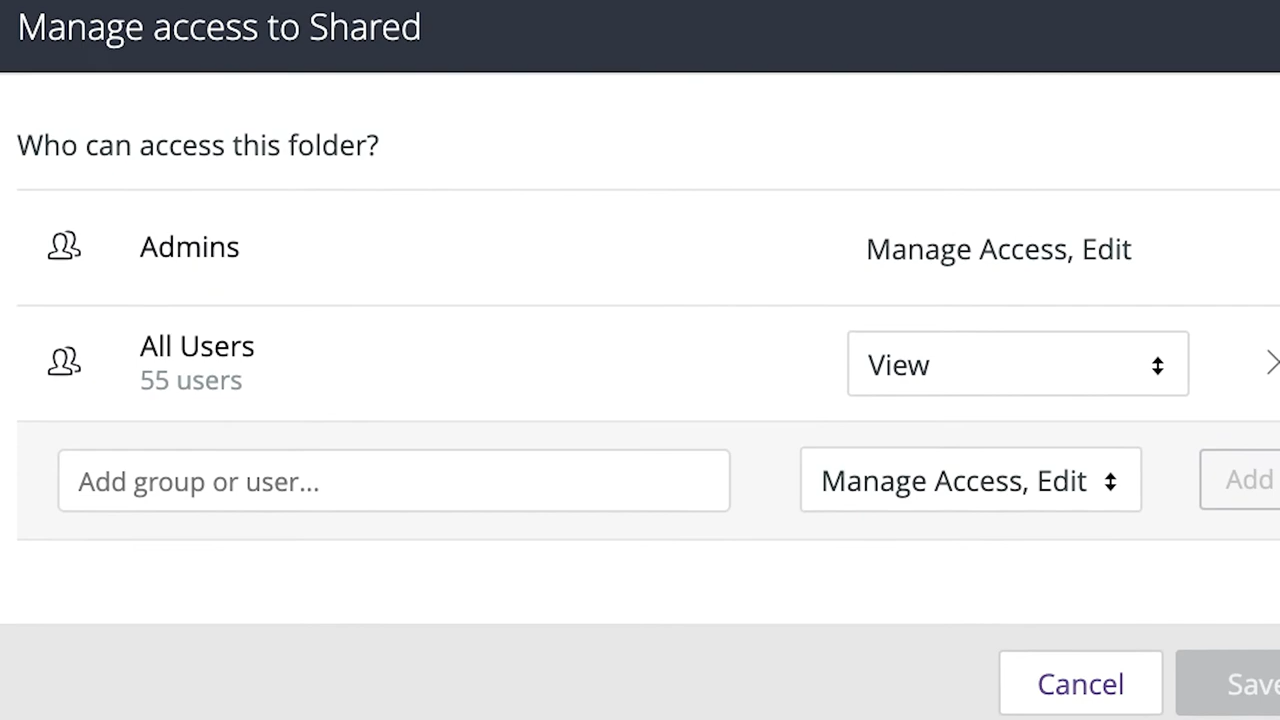 Manage access to Shared
Who can access this folder?
Admins
Manage Access, Edit
All Users
55 users
View
Add group or user...
Manage Access, Edit
Add
Cancel
Save